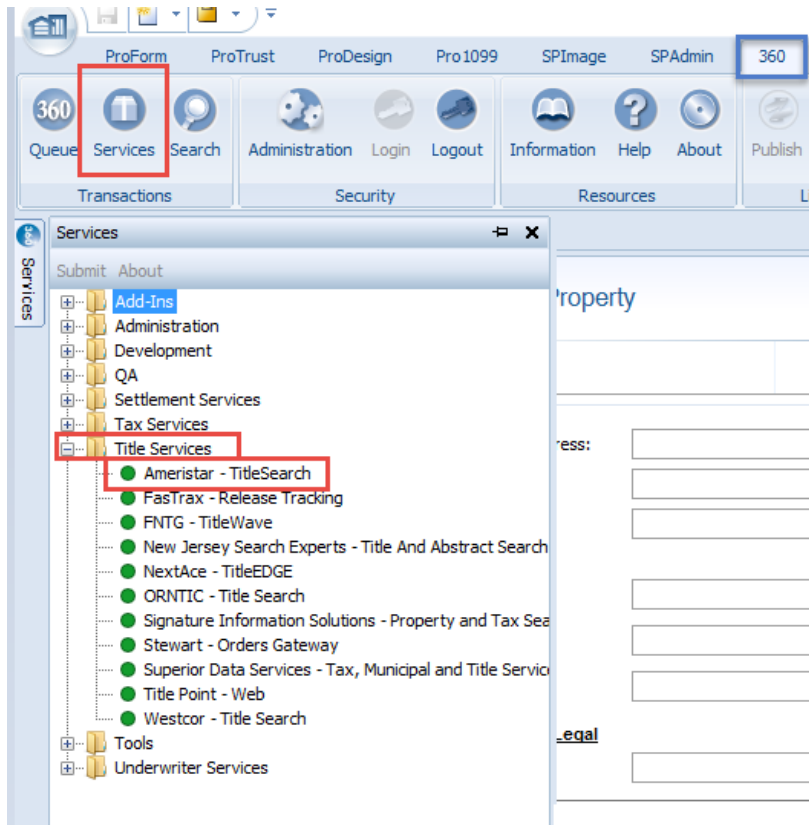 ProForm ProTrust ProDesign Pro1099 SPImage SPAdmin 360
360
Queue Services Search Administration Login Logout Information Help About Publish
Transactions Security Resources L
360 Services
Services
Submit About
Add-Ins
Administration
Development
QA
Settlement Services
Tax Services
Title Services
Ameristar - TitleSearch
FasTrax - Release Tracking
FNTG - TitleWave
New Jersey Search Experts - Title And Abstract Search
NextAce - TitleEDGE
ORNTIC - Title Search
Signature Information Solutions - Property and Tax Sea
Stewart - Orders Gateway
Superior Data Services - Tax, Municipal and Title Servic
Title Point - Web
Westcor - Title Search
Tools
Underwriter Services
Property
ress:
Legal